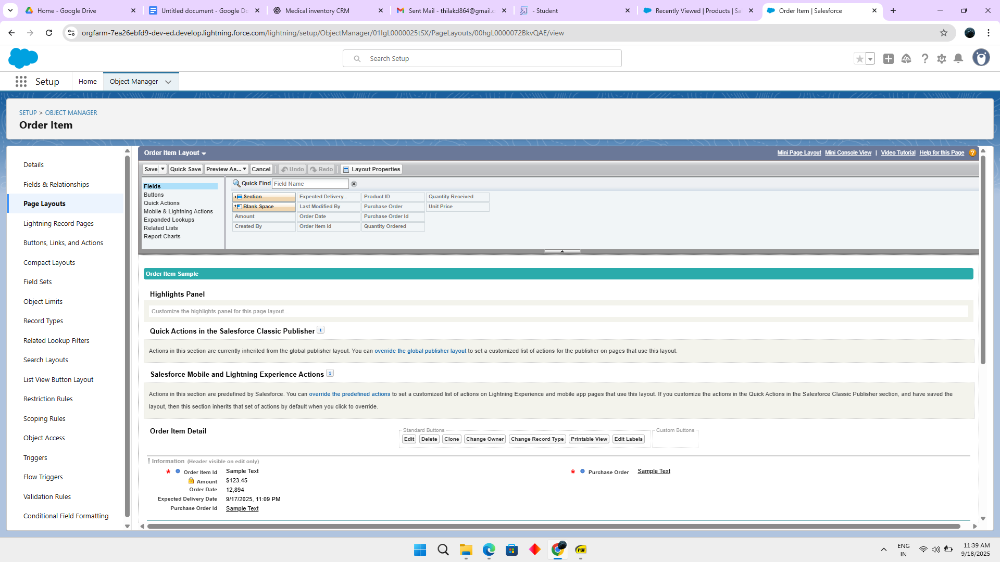 Home - Google Drive
Untitled document - Google Do
Medical inventory CRM
Sent Mail - thilakd864@gmail.c
- Student
Recently Viewed | Products | Sa
Order Item | Salesforce
orgfarm-7ea26ebfd9-dev-ed.develop.lightning.force.com/lightning/setup/ObjectManager/01IgL0000025tSX/PageLayouts/00hgL0000072BkvQAE/view
Search Setup
Setup
Home
Object Manager
SETUP > OBJECT MANAGER
Order Item
Details
Fields & Relationships
Page Layouts
Lightning Record Pages
Buttons, Links, and Actions
Compact Layouts
Field Sets
Object Limits
Record Types
Related Lookup Filters
Search Layouts
List View Button Layout
Restriction Rules
Scoping Rules
Object Access
Triggers
Flow Triggers
Validation Rules
Conditional Field Formatting
Order Item Layout
Mini Page Layout Mini Console View | Video Tutorial Help for this Page ?
Save Quick Save Preview As... Cancel Undo Redo Layout Properties
Fields
Buttons
Quick Actions
Mobile & Lightning Actions
Expanded Lookups
Related Lists
Report Charts
Quick Find Field Name
Section Expected Delivery... Product ID Quantity Received
Blank Space Last Modified By Purchase Order Unit Price
Amount Order Date Purchase Order Id
Created By Order Item Id Quantity Ordered
Order Item Sample
Highlights Panel
Customize the highlights panel for this page layout...
Quick Actions in the Salesforce Classic Publisher i
Actions in this section are currently inherited from the global publisher layout. You can override the global publisher layout to set a customized list of actions for the publisher on pages that use this layout.
Salesforce Mobile and Lightning Experience Actions i
Actions in this section are predefined by Salesforce. You can override the predefined actions to set a customized list of actions on Lightning Experience and mobile app pages that use this layout. If you customize the actions in the Quick Actions in the Salesforce Classic Publisher section, and have saved the
layout, then this section inherits that set of actions by default when you click to override.
Order Item Detail
Standard Buttons
Edit Delete Clone Change Owner Change Record Type Printable View Edit Labels
Custom Buttons
Information (Header visible on edit only)
* Order Item Id Sample Text
* Purchase Order Sample Text
Amount $123.45
Order Date 12,894
Expected Delivery Date 9/17/2025, 11:09 PM
Purchase Order Id Sample Text
PDF
ENG
IN
11:39 AM
9/18/2025